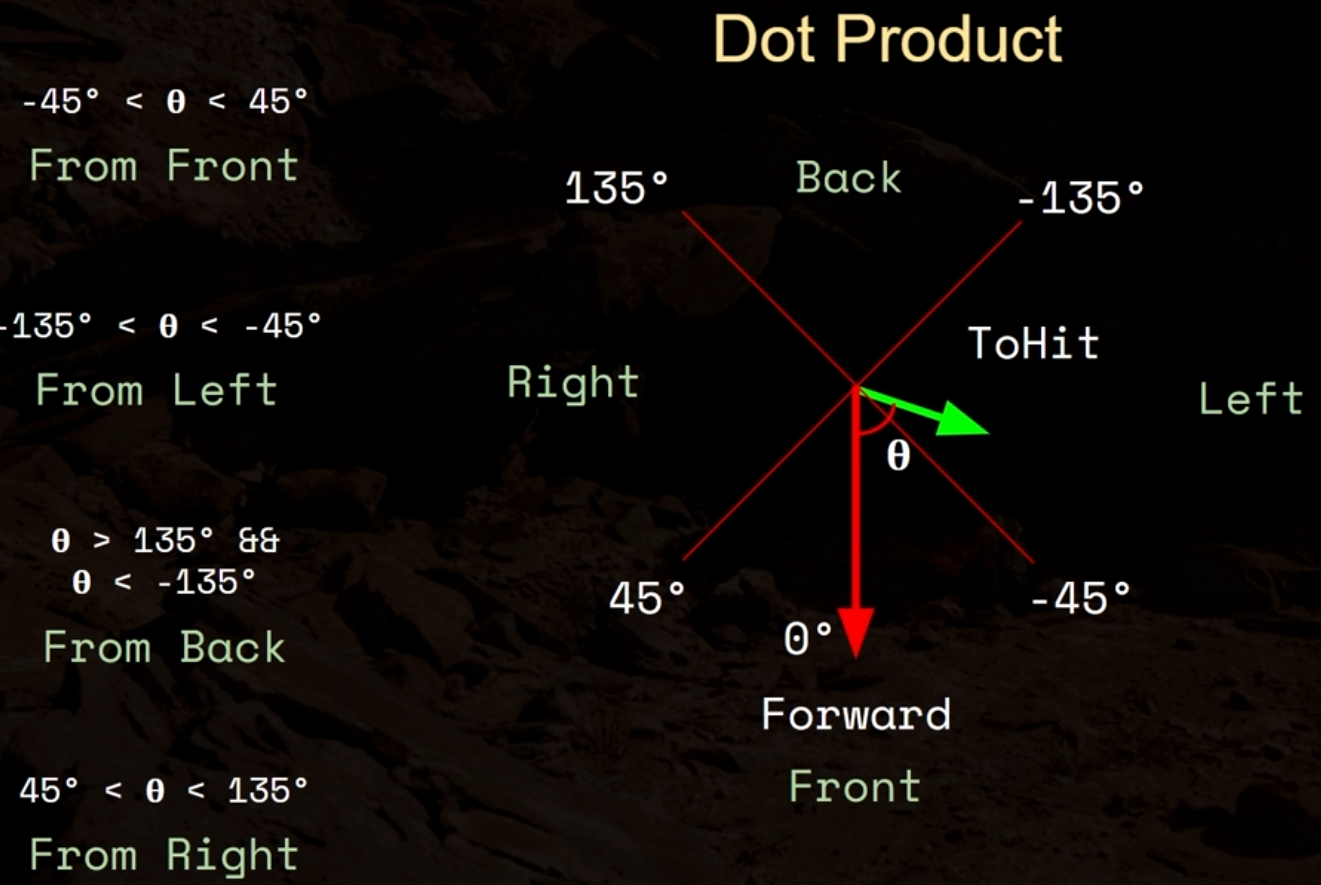 Dot Product
-45° < θ < 45°
From Front
-135° < θ < -45°
From Left
θ > 135° &&
θ < -135°
From Back
45° < θ < 135°
From Right
135°
Back
-135°
ToHit
Right
Left
θ
45°
-45°
0°
Forward
Front